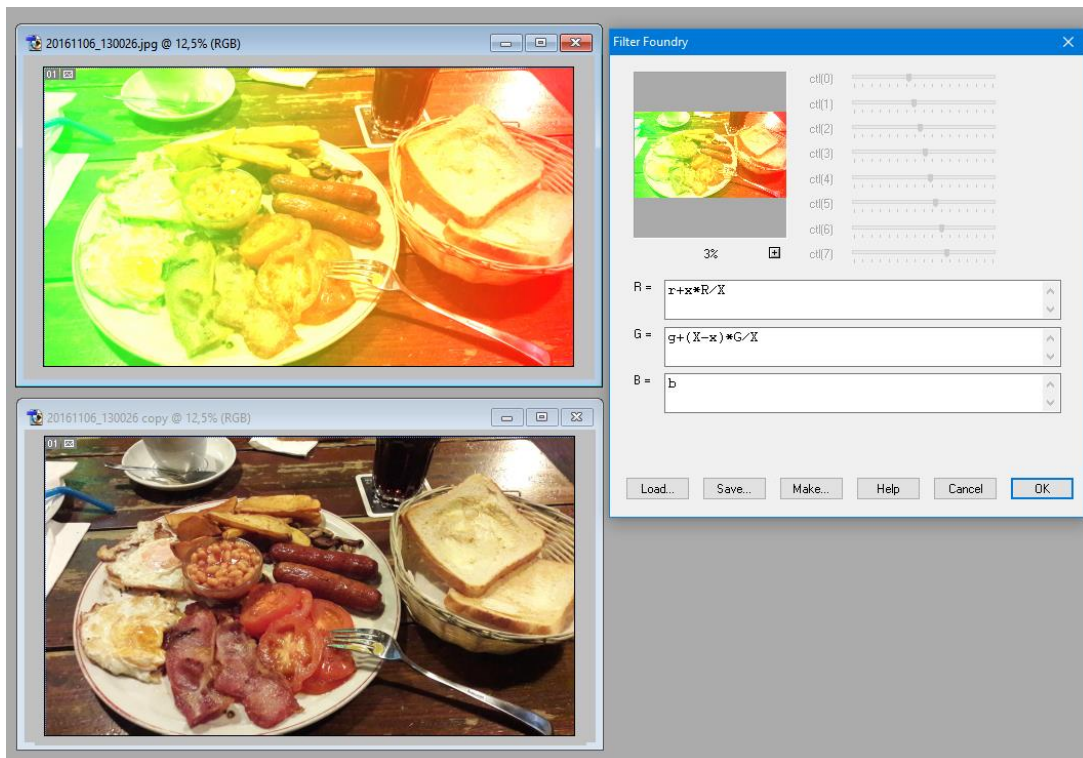 20161106_130026.jpg @ 12,5% (RGB)
01
20161106_130026 copy @ 12,5% (RGB)
01
Filter Foundry
ctl(0)
ctl(1)
ctl(2)
ctl(3)
ctl(4)
ctl(5)
ctl(6)
ctl(7)
3%
R = r+x*R/X
G = g+(X-x)*G/X
B = b
Load... Save... Make... Help Cancel OK